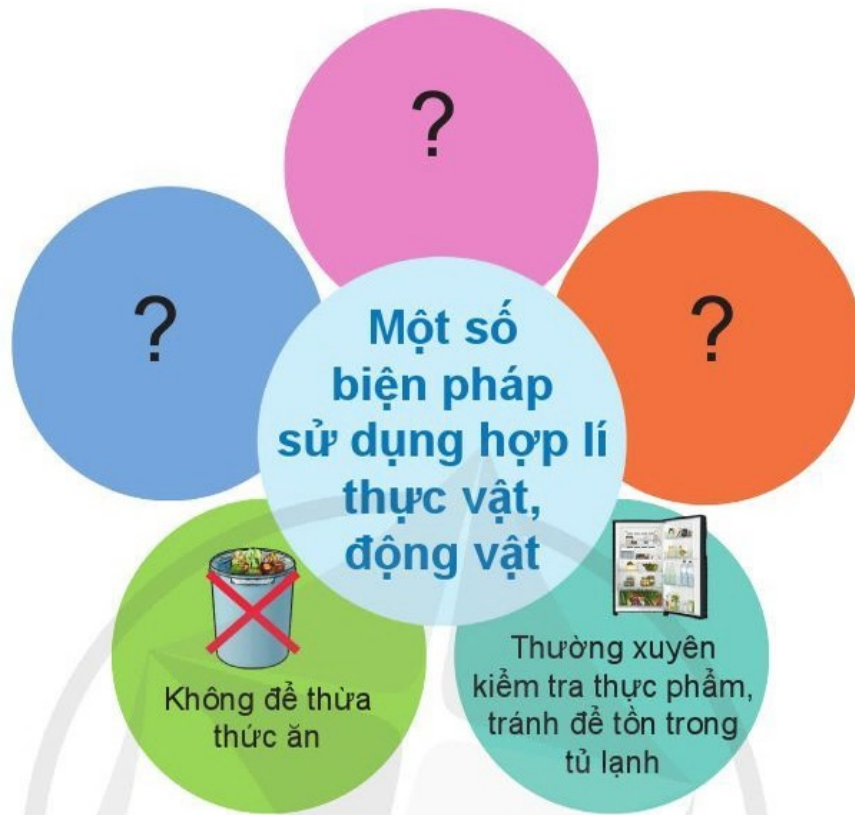 ?
?
?
Một số
biện pháp
sử dụng hợp lí
thực vật,
động vật
Không để thừa
thức ăn
Thường xuyên
kiểm tra thực phẩm,
tránh để tồn trong
tủ lạnh